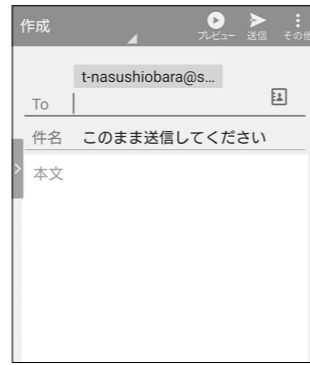 作成
プレビュー 送信 その他
t-nasushiobara@s...
To
件名 このまま送信してください
本文